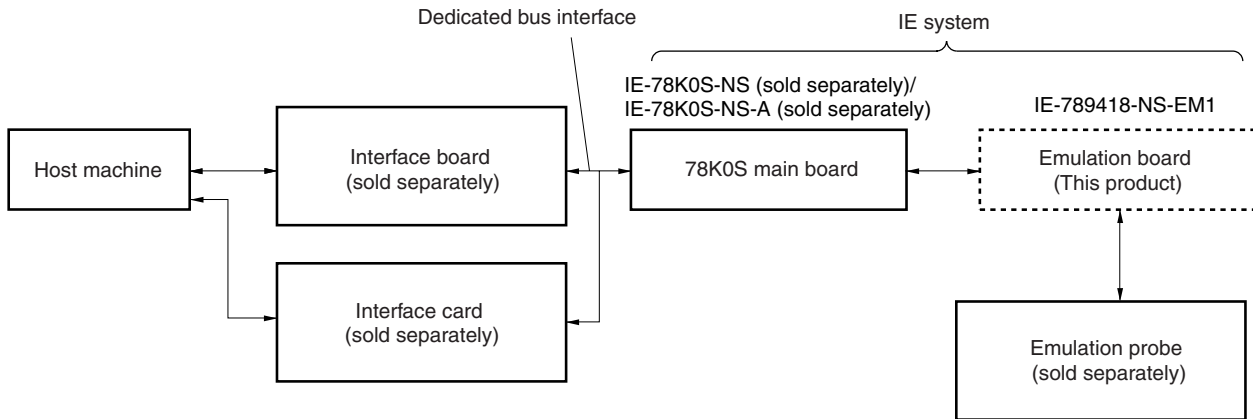 Dedicated bus interface
IE system
IE-78K0S-NS (sold separately)/
IE-78K0S-NS-A (sold separately)
IE-789418-NS-EM1
Host machine
Interface board
(sold separately)
78K0S main board
Emulation board
(This product)
Interface card
(sold separately)
Emulation probe
(sold separately)